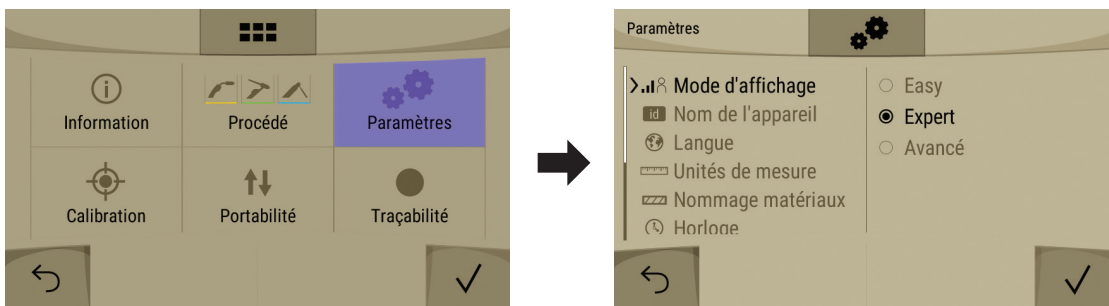 Information
Procédé
Paramètres
Calibration
Portabilité
Traçabilité
Paramètres
Mode d'affichage
id Nom de l'appareil
Langue
Unités de mesure
Nommage matériaux
Horloge
Easy
Expert
Avancé